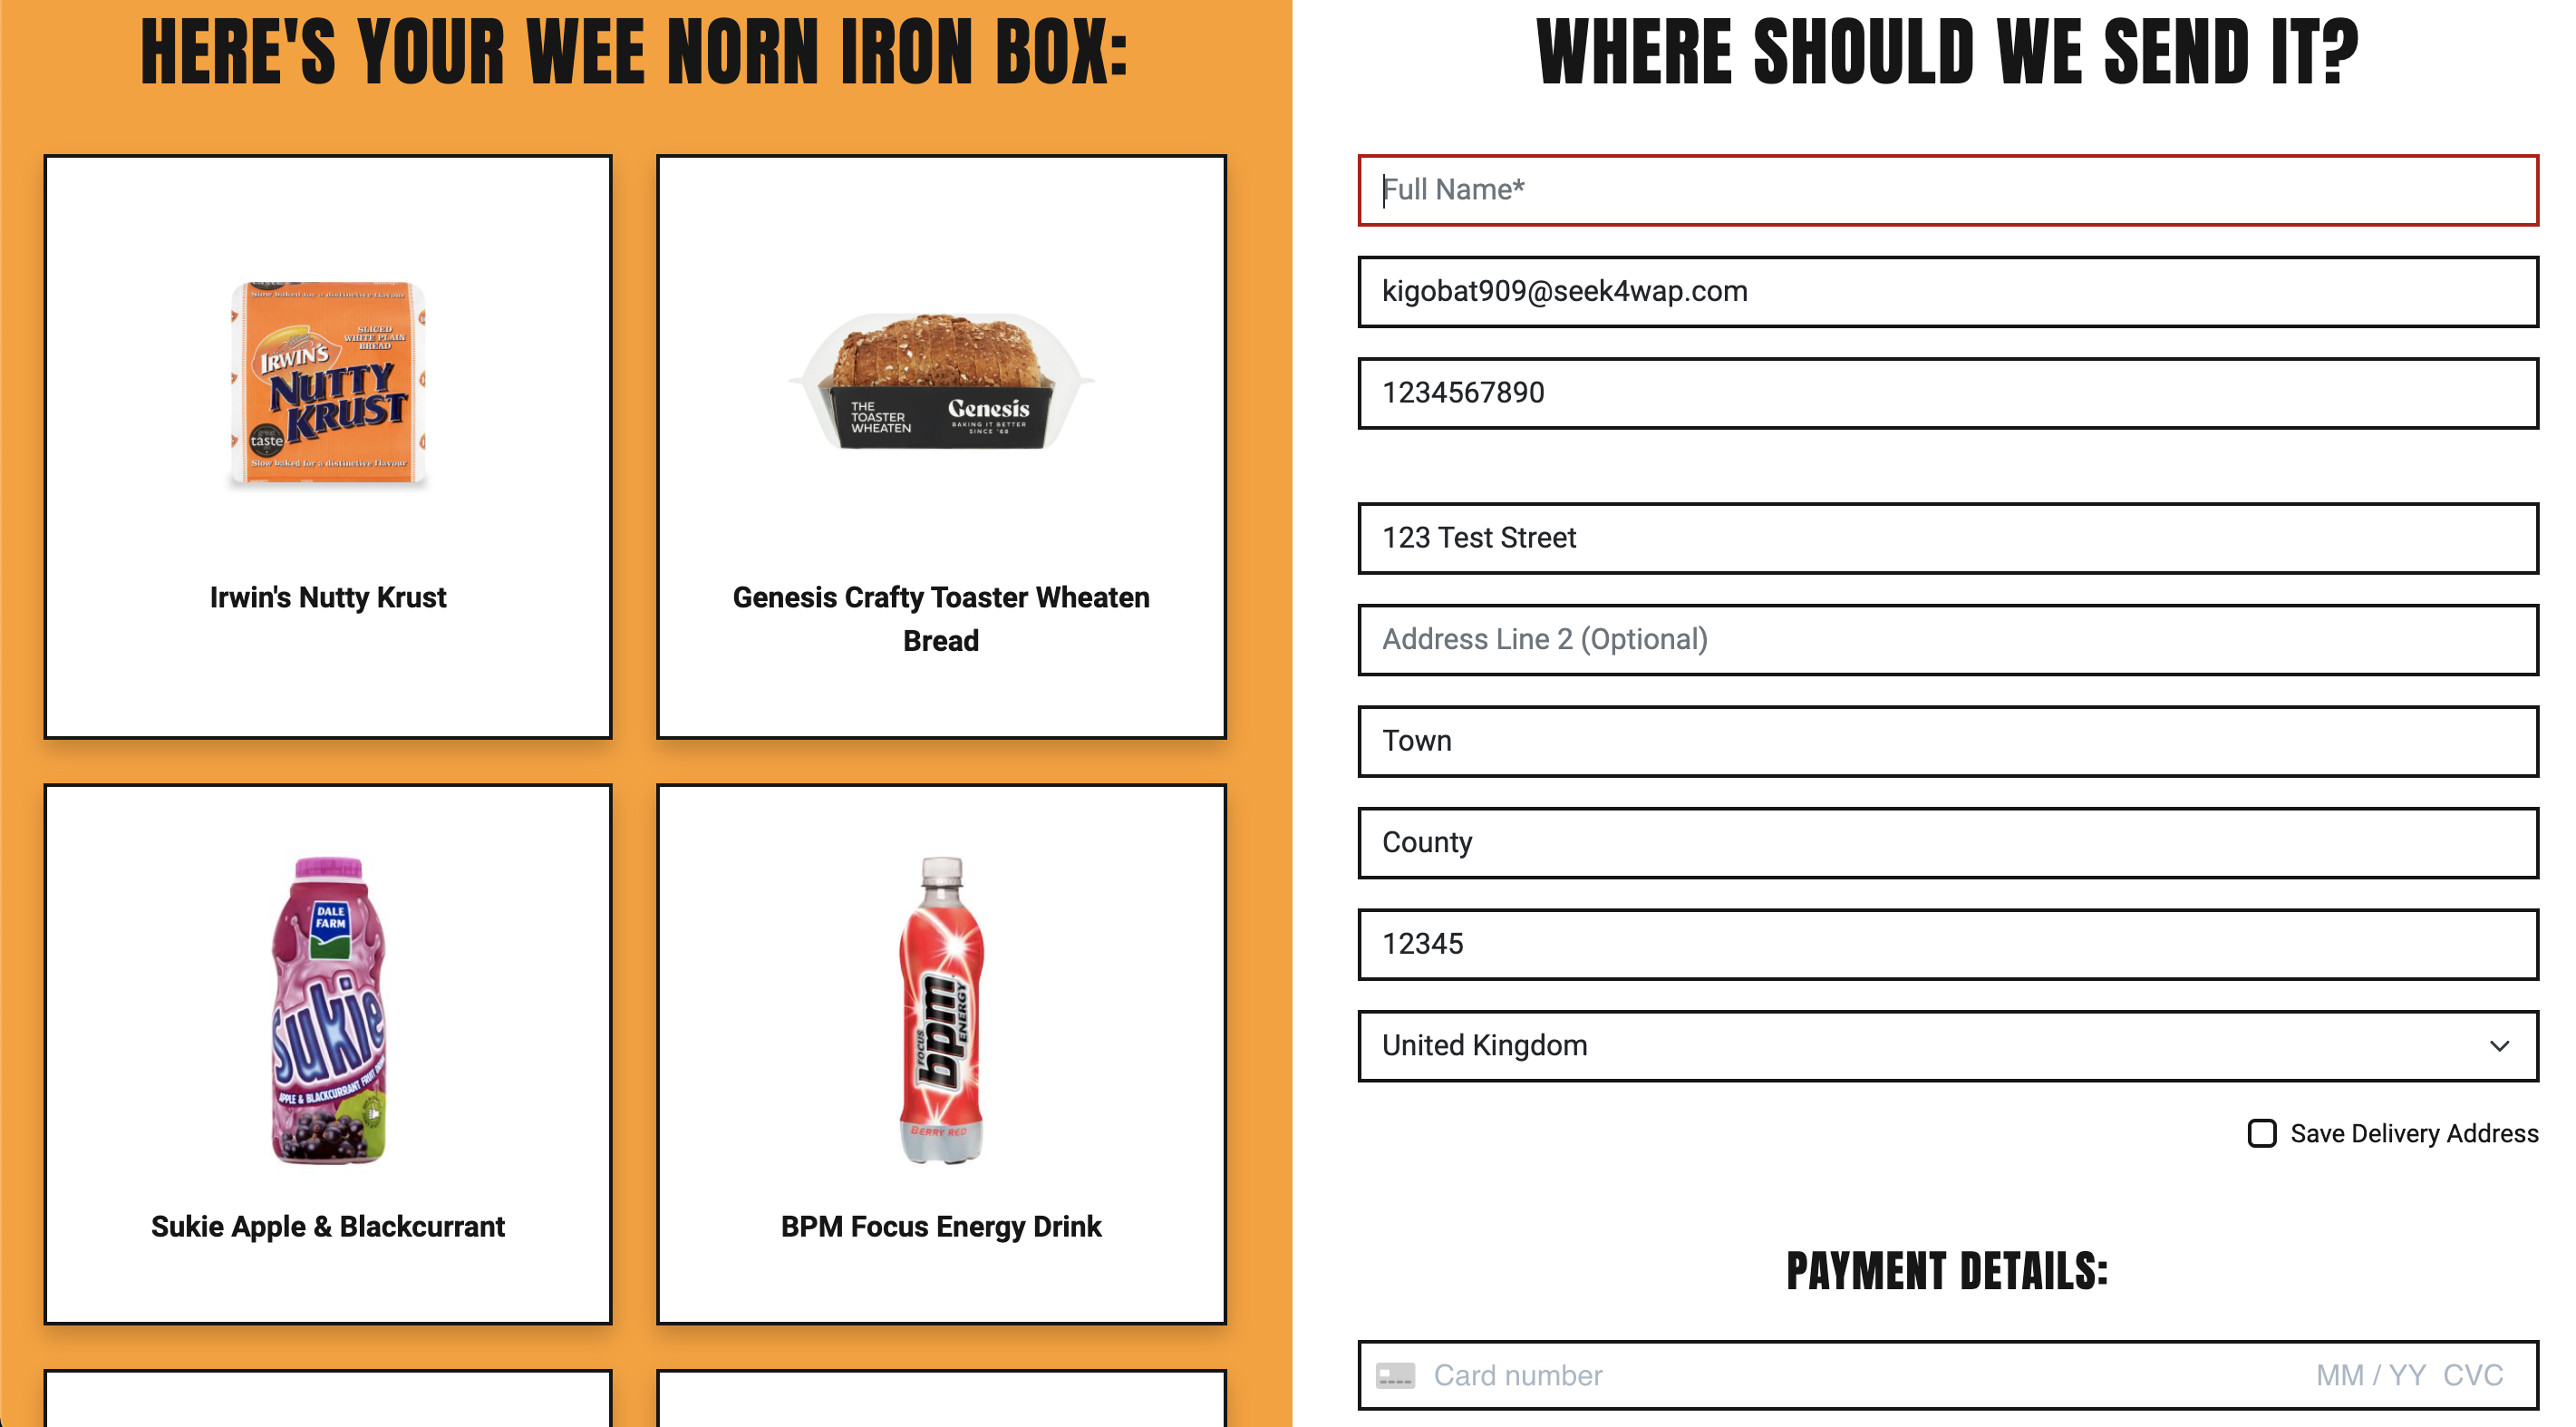 HERE'S YOUR WEE NORN IRON BOX:
Slow baked for a distinctive flavour
SLICED
WHITE PLAIN
BREAD
IRWIN'S
NUTTY
KRUST
great
taste
Slow baked for a distinctive flavour
Irwin's Nutty Krust
THE
TOASTER
WHEATEN
Genesis
BAKING IT BETTER
SINCE '68
Genesis Crafty Toaster Wheaten
Bread
DALE
FARM
Sukie
APPLE & BLACKCURRANT FRUIT
Sukie Apple & Blackcurrant
FOCUS
bpm
ENERGY
BERRY RED
BPM Focus Energy Drink
WHERE SHOULD WE SEND IT?
Full Name*
kigobat909@seek4wap.com
1234567890
123 Test Street
Address Line 2 (Optional)
Town
County
12345
United Kingdom
Save Delivery Address
PAYMENT DETAILS:
Card number MM / YY CVC